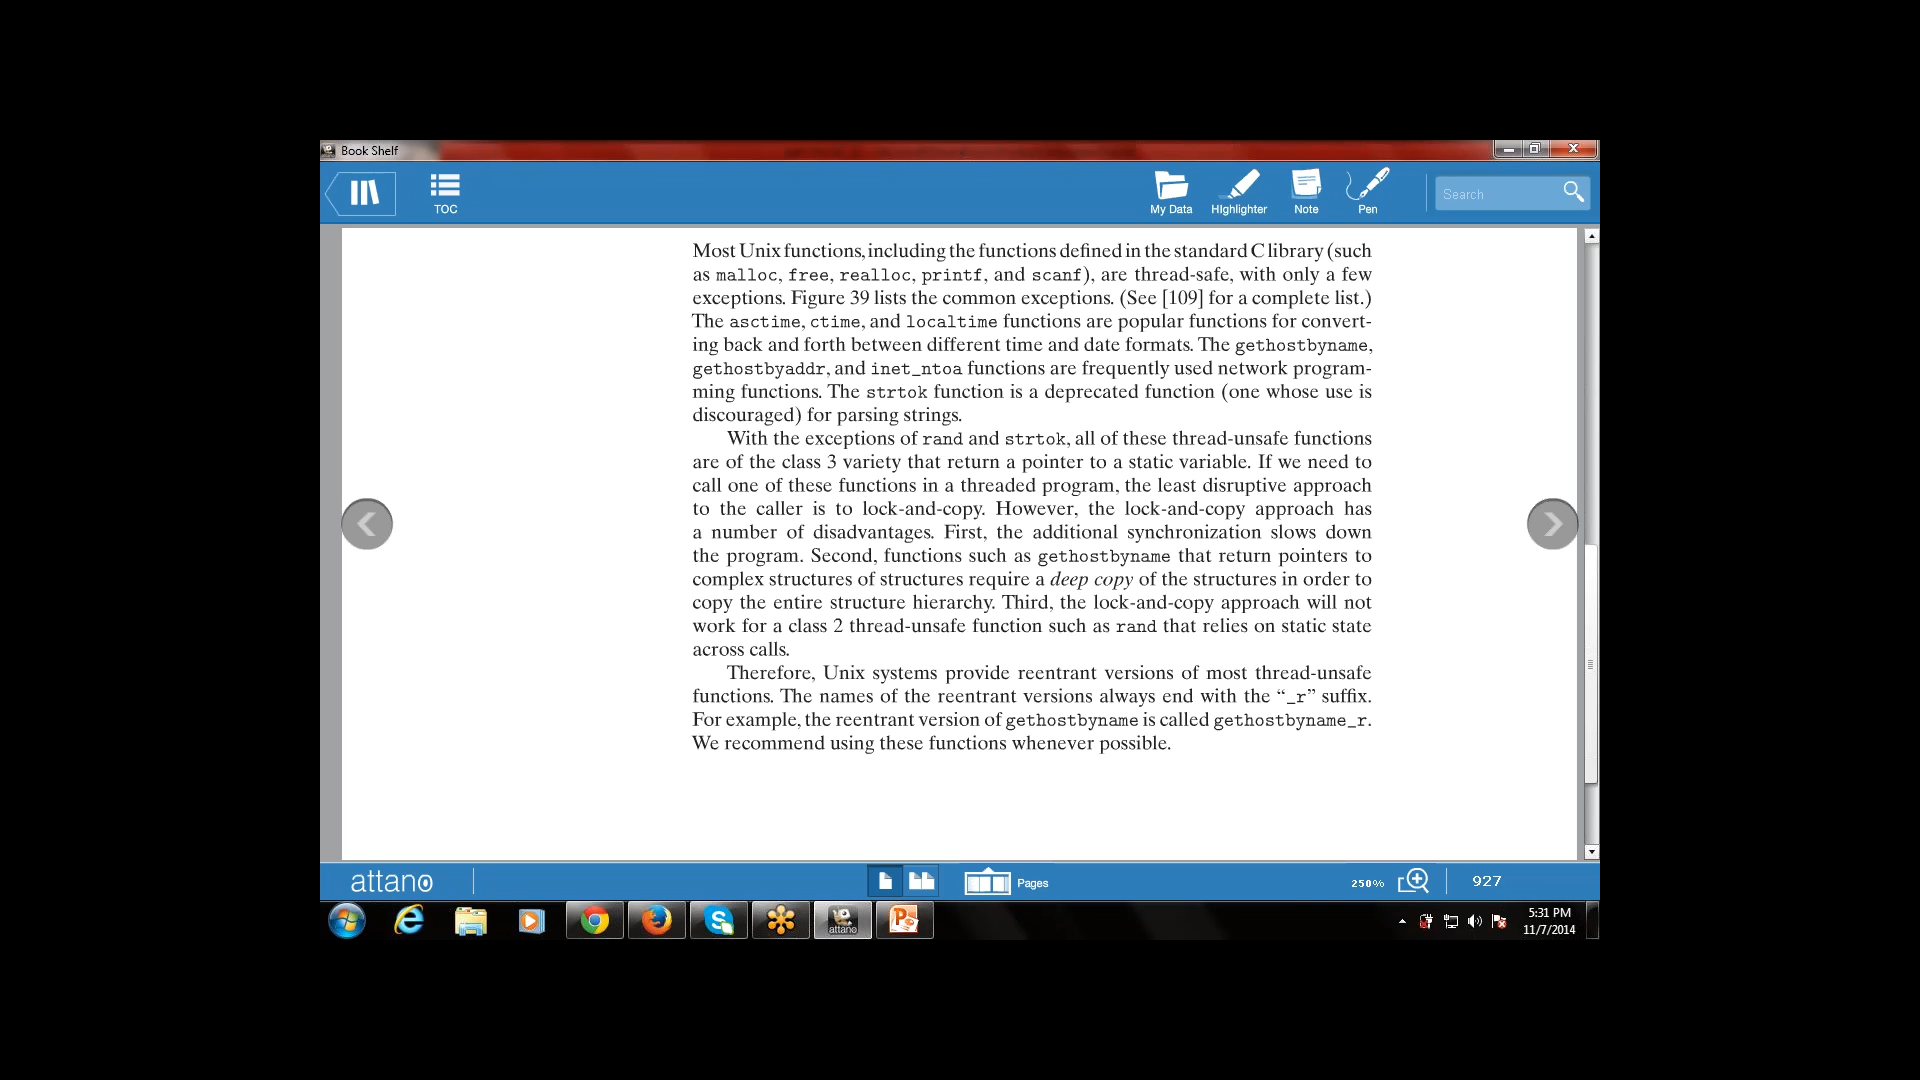 Book Shelf
TOC
My Data
HIghlighter
Note
Pen
Search
Most Unix functions, including the functions defined in the standard C library (such
as malloc, free, realloc, printf, and scanf), are thread-safe, with only a few
exceptions. Figure 39 lists the common exceptions. (See [109] for a complete list.)
The asctime, ctime, and localtime functions are popular functions for convert-
ing back and forth between different time and date formats. The gethostbyname,
gethostbyaddr, and inet_ntoa functions are frequently used network program-
ming functions. The strtok function is a deprecated function (one whose use is
discouraged) for parsing strings.
With the exceptions of rand and strtok, all of these thread-unsafe functions
are of the class 3 variety that return a pointer to a static variable. If we need to
call one of these functions in a threaded program, the least disruptive approach
to the caller is to lock-and-copy. However, the lock-and-copy approach has
a number of disadvantages. First, the additional synchronization slows down
the program. Second, functions such as gethostbyname that return pointers to
complex structures of structures require a deep copy of the structures in order to
copy the entire structure hierarchy. Third, the lock-and-copy approach will not
work for a class 2 thread-unsafe function such as rand that relies on static state
across calls.
Therefore, Unix systems provide reentrant versions of most thread-unsafe
functions. The names of the reentrant versions always end with the “_r” suffix.
For example, the reentrant version of gethostbyname is called gethostbyname_r.
We recommend using these functions whenever possible.
attano
Pages
250%
927
attano
5:31 PM
11/7/2014